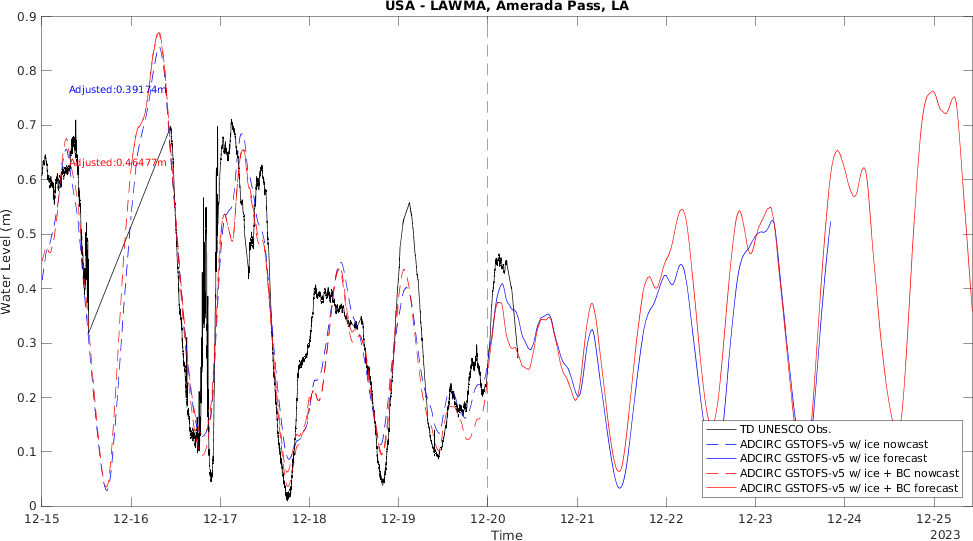 USA - LAWMA, Amerada Pass, LA
Water Level (m)
0.9
0.8
0.7
0.6
0.5
0.4
0.3
0.2
0.1
0
Adjusted:0.39174m
Adjusted:0.46477m
TD UNESCO Obs.
ADCIRC GSTOFS-v5 w/ ice nowcast
ADCIRC GSTOFS-v5 w/ ice forecast
ADCIRC GSTOFS-v5 w/ ice + BC nowcast
ADCIRC GSTOFS-v5 w/ ice + BC forecast
12-15 12-16 12-17 12-18 12-19 12-20 12-21 12-22 12-23 12-24 12-25
2023
Time